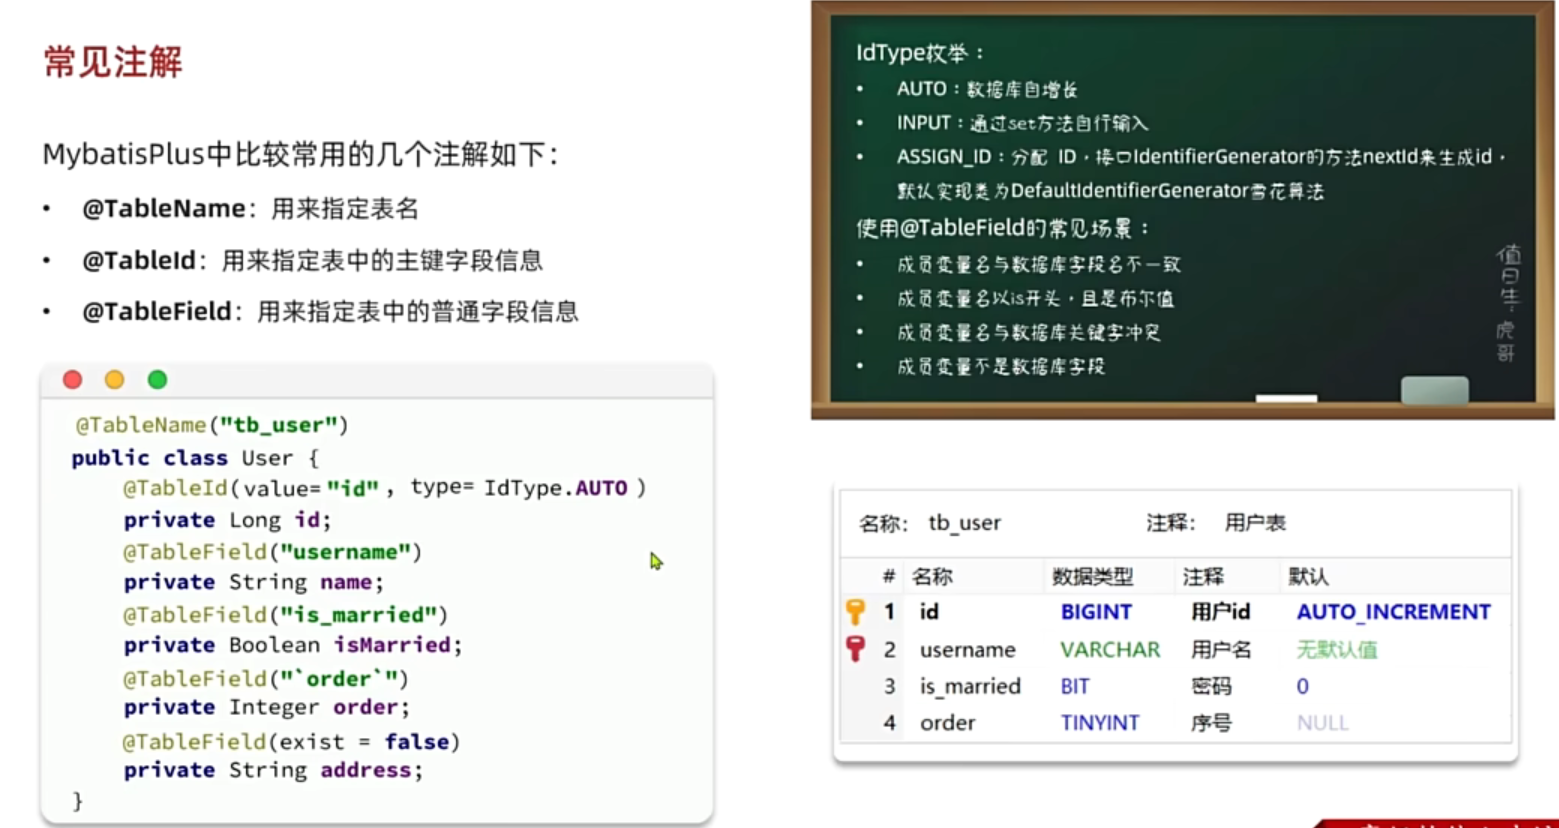 常见注解
MybatisPlus中比较常用的几个注解如下：
• @TableName：用来指定表名
• @TableId：用来指定表中的主键字段信息
• @TableField：用来指定表中的普通字段信息
@TableName("tb_user")
public class User {
@TableId(value="id", type= IdType.AUTO )
private Long id;
@TableField("username")
private String name;
@TableField("is_married")
private Boolean isMarried;
@TableField("`order`")
private Integer order;
@TableField(exist = false)
private String address;
}
IdType枚举：
• AUTO：数据库自增长
• INPUT：通过set方法自行输入
• ASSIGN_ID：分配 ID，接口IdentifierGenerator的方法nextId来生成id，
默认实现类为DefaultIdentifierGenerator雪花算法
使用@TableField的常见场景：
• 成员变量名与数据库字段名不一致
• 成员变量名以is开头，且是布尔值
• 成员变量名与数据库关键字冲突
• 成员变量不是数据库字段
值日生：虎哥
名称： tb_user 注释： 用户表
# 名称 数据类型 注释 默认
1 id BIGINT 用户id AUTO_INCREMENT
2 username VARCHAR 用户名 无默认值
3 is_married BIT 密码 0
4 order TINYINT 序号 NULL